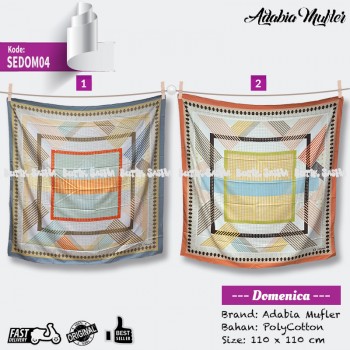 Adabia Mufler
Kode:
SEDOM04
1
2
--- Domenica ---
Brand: Adabia Mufler
Bahan: PolyCotton
Size: 110 x 110 cm
FAST
DELIVERY
ORIGINAL
BEST
SELLER